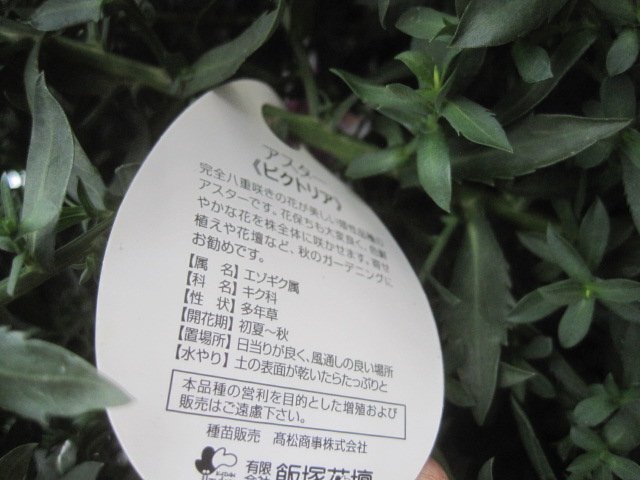 アスター
《ビクトリア》
完全八重咲きの花が美しい
アスターです。花保ちも大変良く、
やかな花を株全体に咲かせます。寄せ
植えや花壇など、秋のガーデニングに
お勧めです。
【属 名】エゾギク属
【科 名】キク科
【性 状】多年草
【開花期】初夏~秋
【置場所】日当りが良く、風通しの良い場所
【水やり】土の表面が乾いたらたっぷりと
本品種の営利を目的とした増殖および
販売はご遠慮下さい。
種苗販売 髙松商事株式会社
有限会社 飯塚花壇